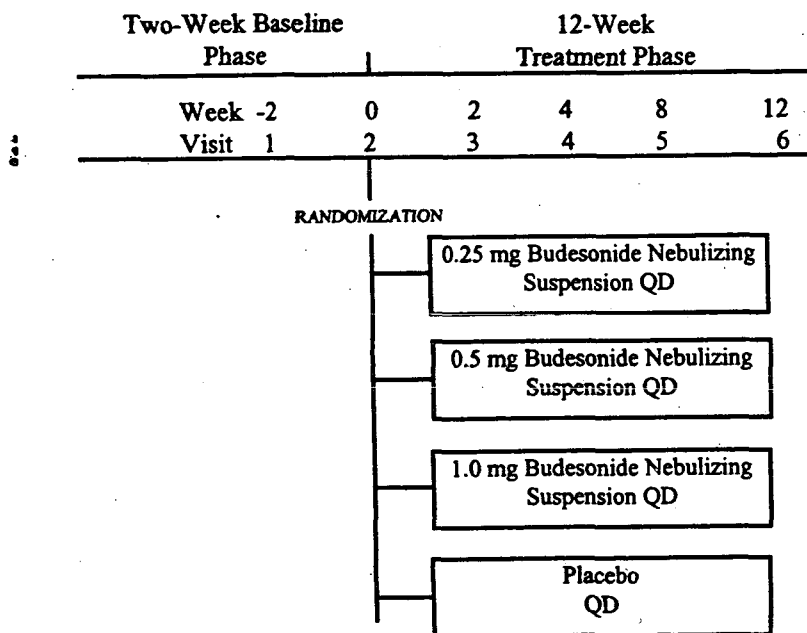 Two-Week Baseline 12-Week
Phase Treatment Phase
Week -2 0 2 4 8 12
Visit 1 2 3 4 5 6
RANDOMIZATION
0.25 mg Budesonide Nebulizing
Suspension QD
0.5 mg Budesonide Nebulizing
Suspension QD
1.0 mg Budesonide Nebulizing
Suspension QD
Placebo
QD